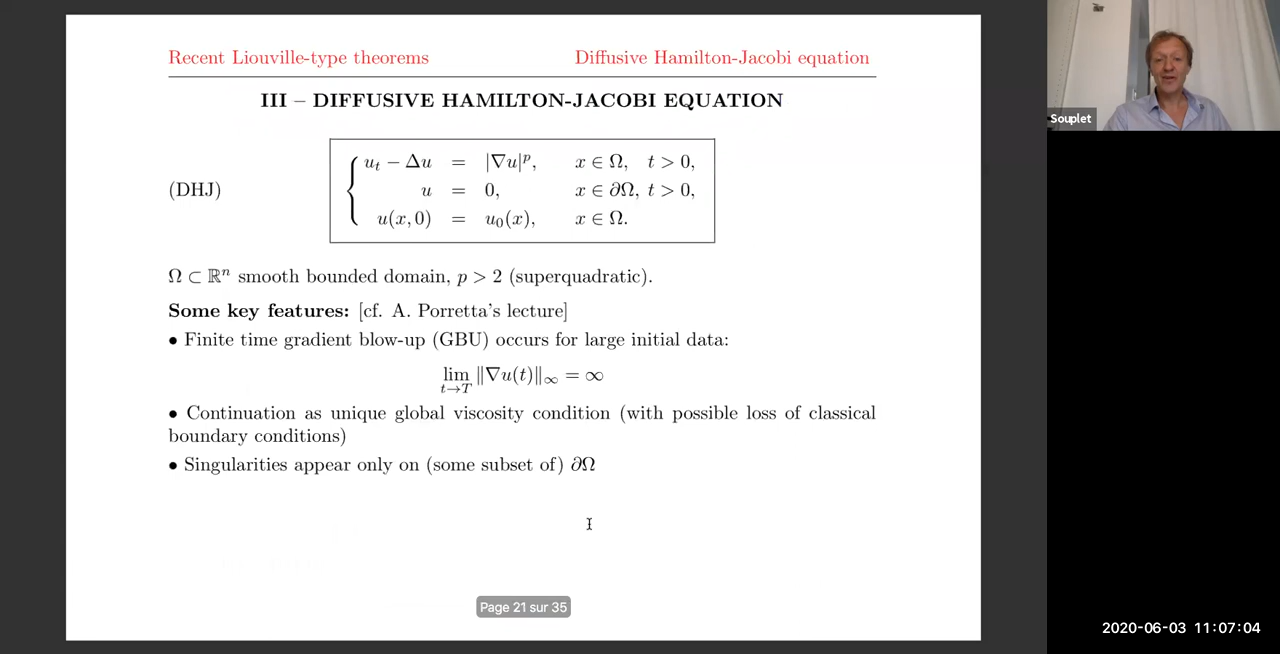 Recent Liouville-type theorems Diffusive Hamilton-Jacobi equation
III – DIFFUSIVE HAMILTON-JACOBI EQUATION
(DHJ)
u_t − Δu = |∇u|^p, x ∈ Ω, t > 0,
u = 0, x ∈ ∂Ω, t > 0,
u(x, 0) = u_0(x), x ∈ Ω.
Ω ⊂ ℝ^n smooth bounded domain, p > 2 (superquadratic).
Some key features: [cf. A. Porretta's lecture]
• Finite time gradient blow-up (GBU) occurs for large initial data:
lim_{t→T} ‖∇u(t)‖_∞ = ∞
• Continuation as unique global viscosity condition (with possible loss of classical
boundary conditions)
• Singularities appear only on (some subset of) ∂Ω
Page 21 sur 35
Souplet
2020-06-03 11:07:04